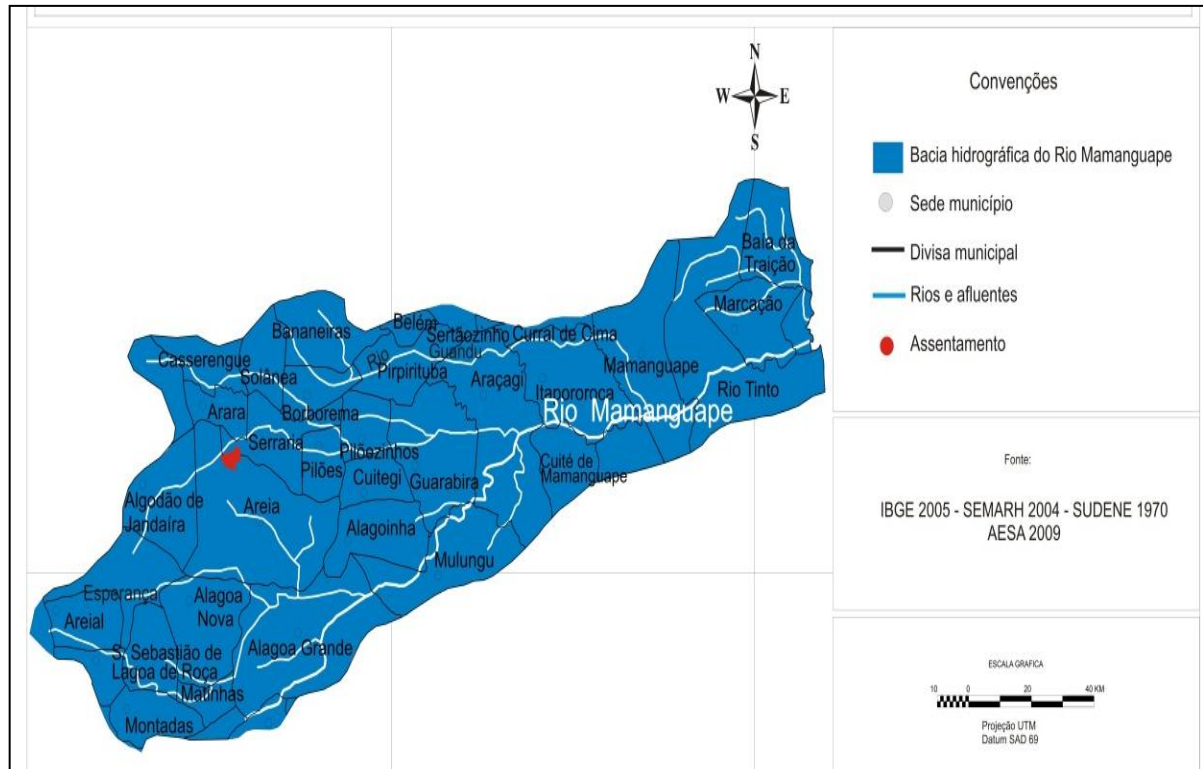 N
W E
S
Convenções
Bacia hidrográfica do Rio Mamanguape
Sede município
Divisa municipal
Rios e afluentes
Assentamento
Fonte:
IBGE 2005 - SEMARH 2004 - SUDENE 1970
AESA 2009
ESCALA GRAFICA
10 0 20 40 KM
Projeção UTM
Datum SAD 69
Baía da
Traição
Marcação
Bananeiras
Belém
Sertãozinho
Curral de Cima
Casserengue
Solânea
Rio
Guandu
Pirpirituba
Araçagi
Mamanguape
Itapororoca
Rio Tinto
Arara
Borborema
Rio Mamanguape
Serraria
Pilõezinhos
Pilões
Cuitegi
Guarabira
Cuité de
Mamanguape
Algodão de
Jandaíra
Areia
Alagoinha
Mulungu
Esperança
Areial
Alagoa
Nova
S. Sebastião de
Lagoa de Roça
Alagoa Grande
Matinhas
Montadas